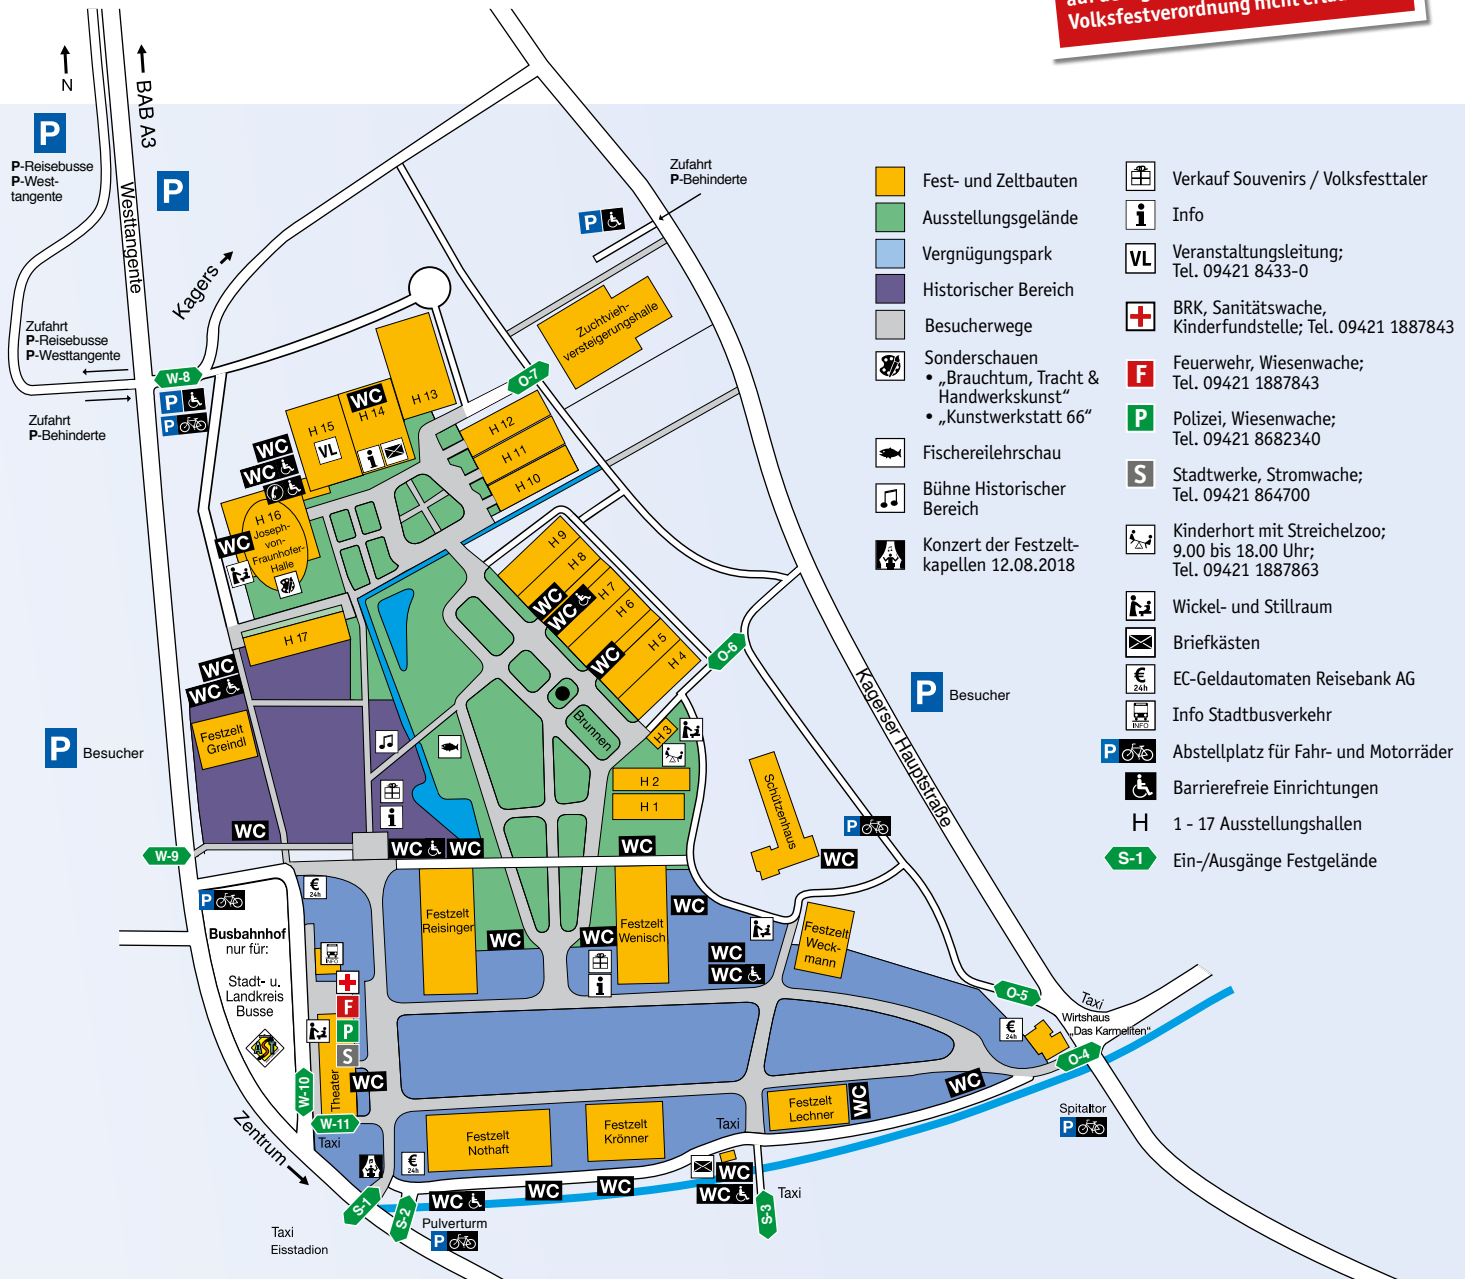 Volksfestverordnung nicht
N
BAB A3
P
P-Reisebusse
P-West-
tangente
P
Westtangente
Kagers
Zufahrt
P-Behinderte
P
Zufahrt
P-Reisebusse
P-Westtangente
Zufahrt
P-Behinderte
W-8
P
P
Zuchtvieh-
versteigerungshalle
O-7
H 13
WC
H 14
H 15
VL
i
WC
WC
H 12
H 11
H 10
H 16
Joseph-
von-
Fraunhofer-
Halle
WC
H 17
WC
WC
Festzelt
Greindl
H 9
H 8
H 7
H 6
H 5
H 4
WC
WC
WC
O-6
Brunnen
H 3
H 2
H 1
P
Besucher
P
Besucher
Kagerser Hauptstraße
Schützenhaus
WC
P
i
WC
W-9
WC
WC
WC
P
€
24h
Busbahnhof
nur für:
Stadt- u.
Landkreis
Busse
AST
INFO
F
P
S
Theater
WC
W-10
W-11
Taxi
Zentrum
Festzelt
Reisinger
WC
WC
i
Festzelt
Wenisch
WC
WC
WC
Festzelt
Weck-
mann
O-5
Taxi
Wirtshaus
„Das Karmeliten“
€
24h
O-4
Spitaltor
P
WC
Festzelt
Lechner
WC
Taxi
Festzelt
Krönner
Festzelt
Nothaft
€
24h
S-1
S-2
WC
WC
WC
WC
WC
Pulverturm
P
S-3
Taxi
Taxi
Eisstadion
Fest- und Zeltbauten
Ausstellungsgelände
Vergnügungspark
Historischer Bereich
Besucherwege
Sonderschauen
• „Brauchtum, Tracht &
Handwerkskunst“
• „Kunstwerkstatt 66“
Fischereilehrschau
Bühne Historischer
Bereich
Konzert der Festzelt-
kapellen 12.08.2018
Verkauf Souvenirs / Volksfesttaler
i Info
VL Veranstaltungsleitung;
Tel. 09421 8433-0
BRK, Sanitätswache,
Kinderfundstelle; Tel. 09421 1887843
F Feuerwehr, Wiesenwache;
Tel. 09421 1887843
P Polizei, Wiesenwache;
Tel. 09421 8682340
S Stadtwerke, Stromwache;
Tel. 09421 864700
Kinderhort mit Streichelzoo;
9.00 bis 18.00 Uhr;
Tel. 09421 1887863
Wickel- und Stillraum
Briefkästen
€ 24h EC-Geldautomaten Reisebank AG
INFO Info Stadtbusverkehr
P Abstellplatz für Fahr- und Motorräder
Barrierefreie Einrichtungen
H 1 - 17 Ausstellungshallen
S-1 Ein-/Ausgänge Festgelände